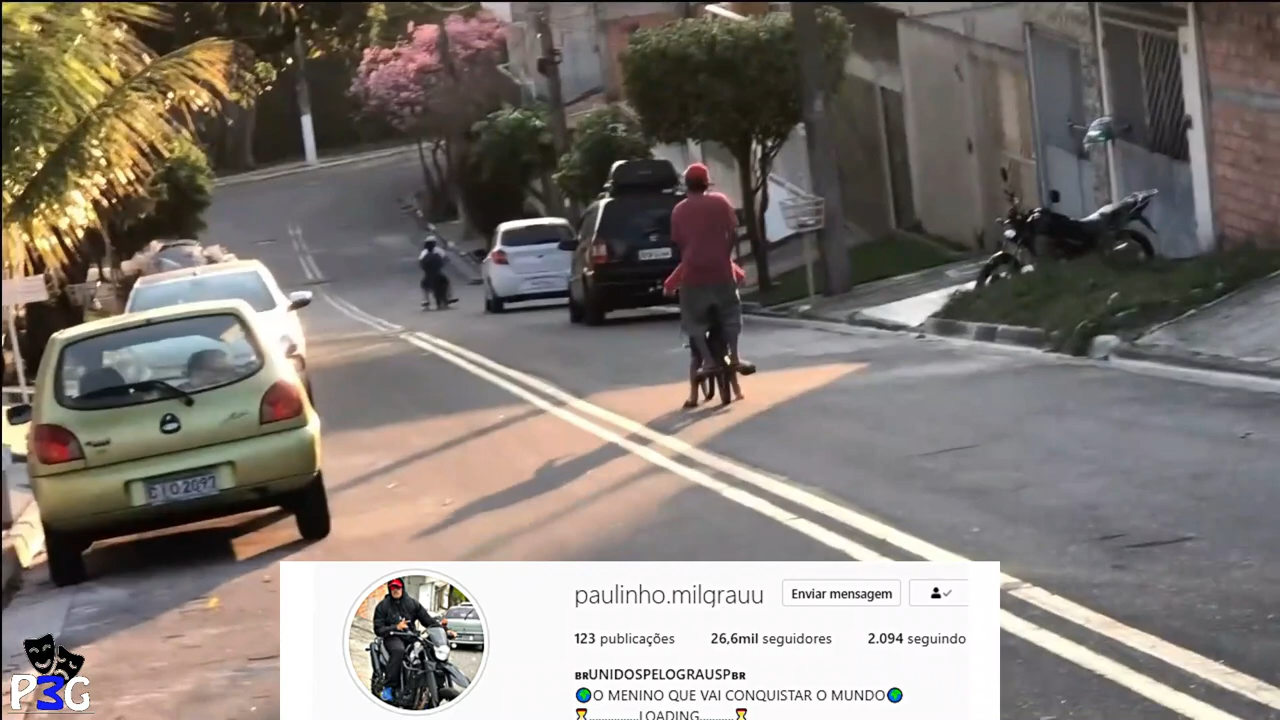 CIO 2097
paulinho.milgrauu
Enviar mensagem
123 publicações
26,6mil seguidores
2.094 seguindo
BRUNIDOSPELOGRAUSPBR
O MENINO QUE VAI CONQUISTAR O MUNDO
...............LOADING...........
P3G